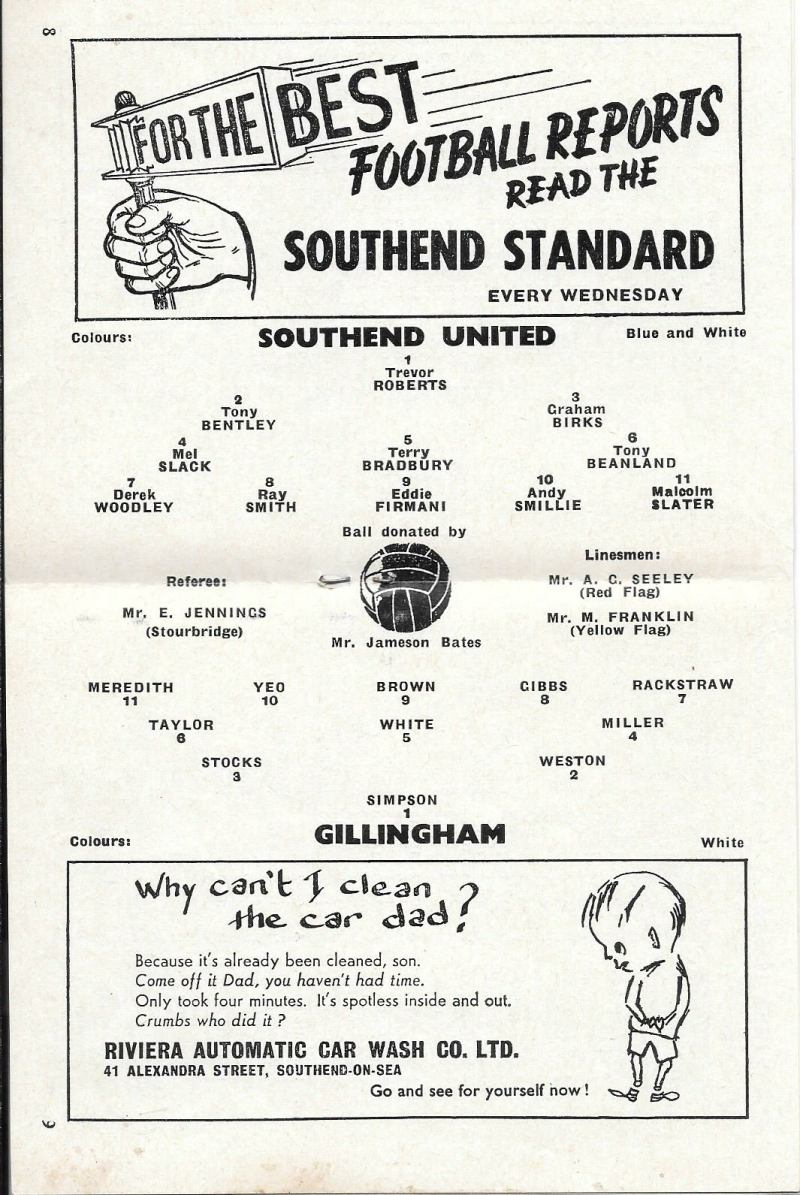 8
FOR THE BEST
FOOTBALL REPORTS
READ THE
SOUTHEND STANDARD
EVERY WEDNESDAY
Colours: SOUTHEND UNITED Blue and White
1
Trevor
ROBERTS
2 3
Tony Graham
BENTLEY BIRKS
4 5 6
Mel Terry Tony
SLACK BRADBURY BEANLAND
7 8 9 10 11
Derek Ray Eddie Andy Malcolm
WOODLEY SMITH FIRMANI SMILLIE SLATER
Ball donated by
Linesmen:
Referee: Mr. A. C. SEELEY
(Red Flag)
Mr. E. JENNINGS Mr. M. FRANKLIN
(Stourbridge) (Yellow Flag)
Mr. Jameson Bates
MEREDITH YEO BROWN GIBBS RACKSTRAW
11 10 9 8 7
TAYLOR WHITE MILLER
6 5 4
STOCKS WESTON
3 2
SIMPSON
1
Colours: GILLINGHAM White
Why can't I clean
the car dad?
Because it's already been cleaned, son.
Come off it Dad, you haven't had time.
Only took four minutes. It's spotless inside and out.
Crumbs who did it ?
RIVIERA AUTOMATIC CAR WASH CO. LTD.
41 ALEXANDRA STREET, SOUTHEND-ON-SEA
Go and see for yourself now !